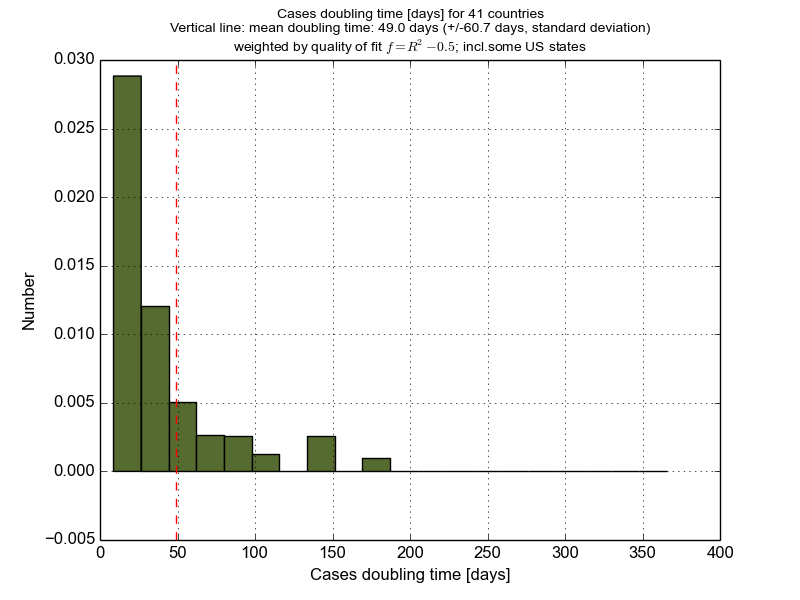 Cases doubling time [days] for 41 countries
Vertical line: mean doubling time: 49.0 days (+/-60.7 days, standard deviation)
weighted by quality of fit f=R² −0.5; incl.some US states
0.030
0.025
0.020
0.015
0.010
0.005
0.000
−0.005
Number
0 50 100 150 200 250 300 350 400
Cases doubling time [days]